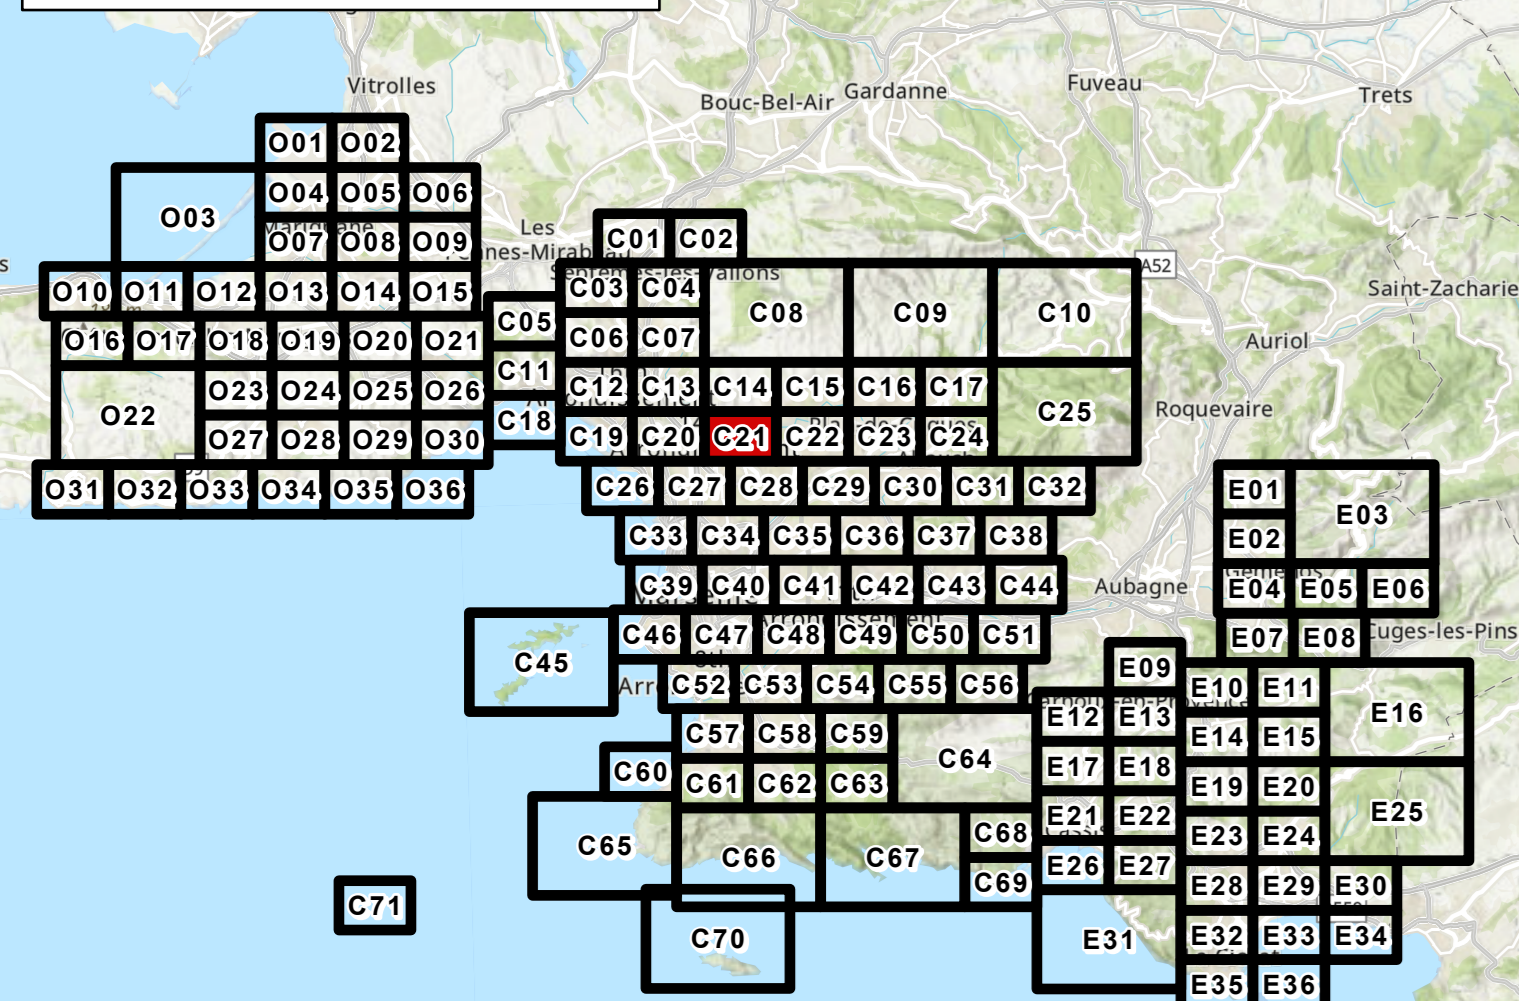 Vitrolles
Bouc-Bel-Air
Gardanne
Fuveau
Trets
O01 O02
O03 O04 O05 O06
O07 O08 O09
Les
C01 C02
A52
Saint-Zacharie
O10 O11 O12 O13 O14 O15
C03 C04 C08 C09 C10
C05 C06 C07
O16 O17 O18 O19 O20 O21
Auriol
C11 C12 C13 C14 C15 C16 C17
O22 O23 O24 O25 O26
C25
Roquevaire
C18 C19 C20 C21 C22 C23 C24
O27 O28 O29 O30
O31 O32 O33 O34 O35 O36
C26 C27 C28 C29 C30 C31 C32
E01 E03
E02
C33 C34 C35 C36 C37 C38
C39 C40 C41 C42 C43 C44
Aubagne
E04 E05 E06
C45 C46 C47 C48 C49 C50 C51
E07 E08
Cuges-les-Pins
C52 C53 C54 C55 C56
E09 E10 E11
C57 C58 C59 C64
E12 E13 E14 E15 E16
C60 C61 C62 C63
E17 E18 E19 E20
C65 C66 C67 C68
E21 E22 E23 E24 E25
C69
E26 E27 E28 E29 E30
C71
C70
E31 E32 E33 E34
E35 E36